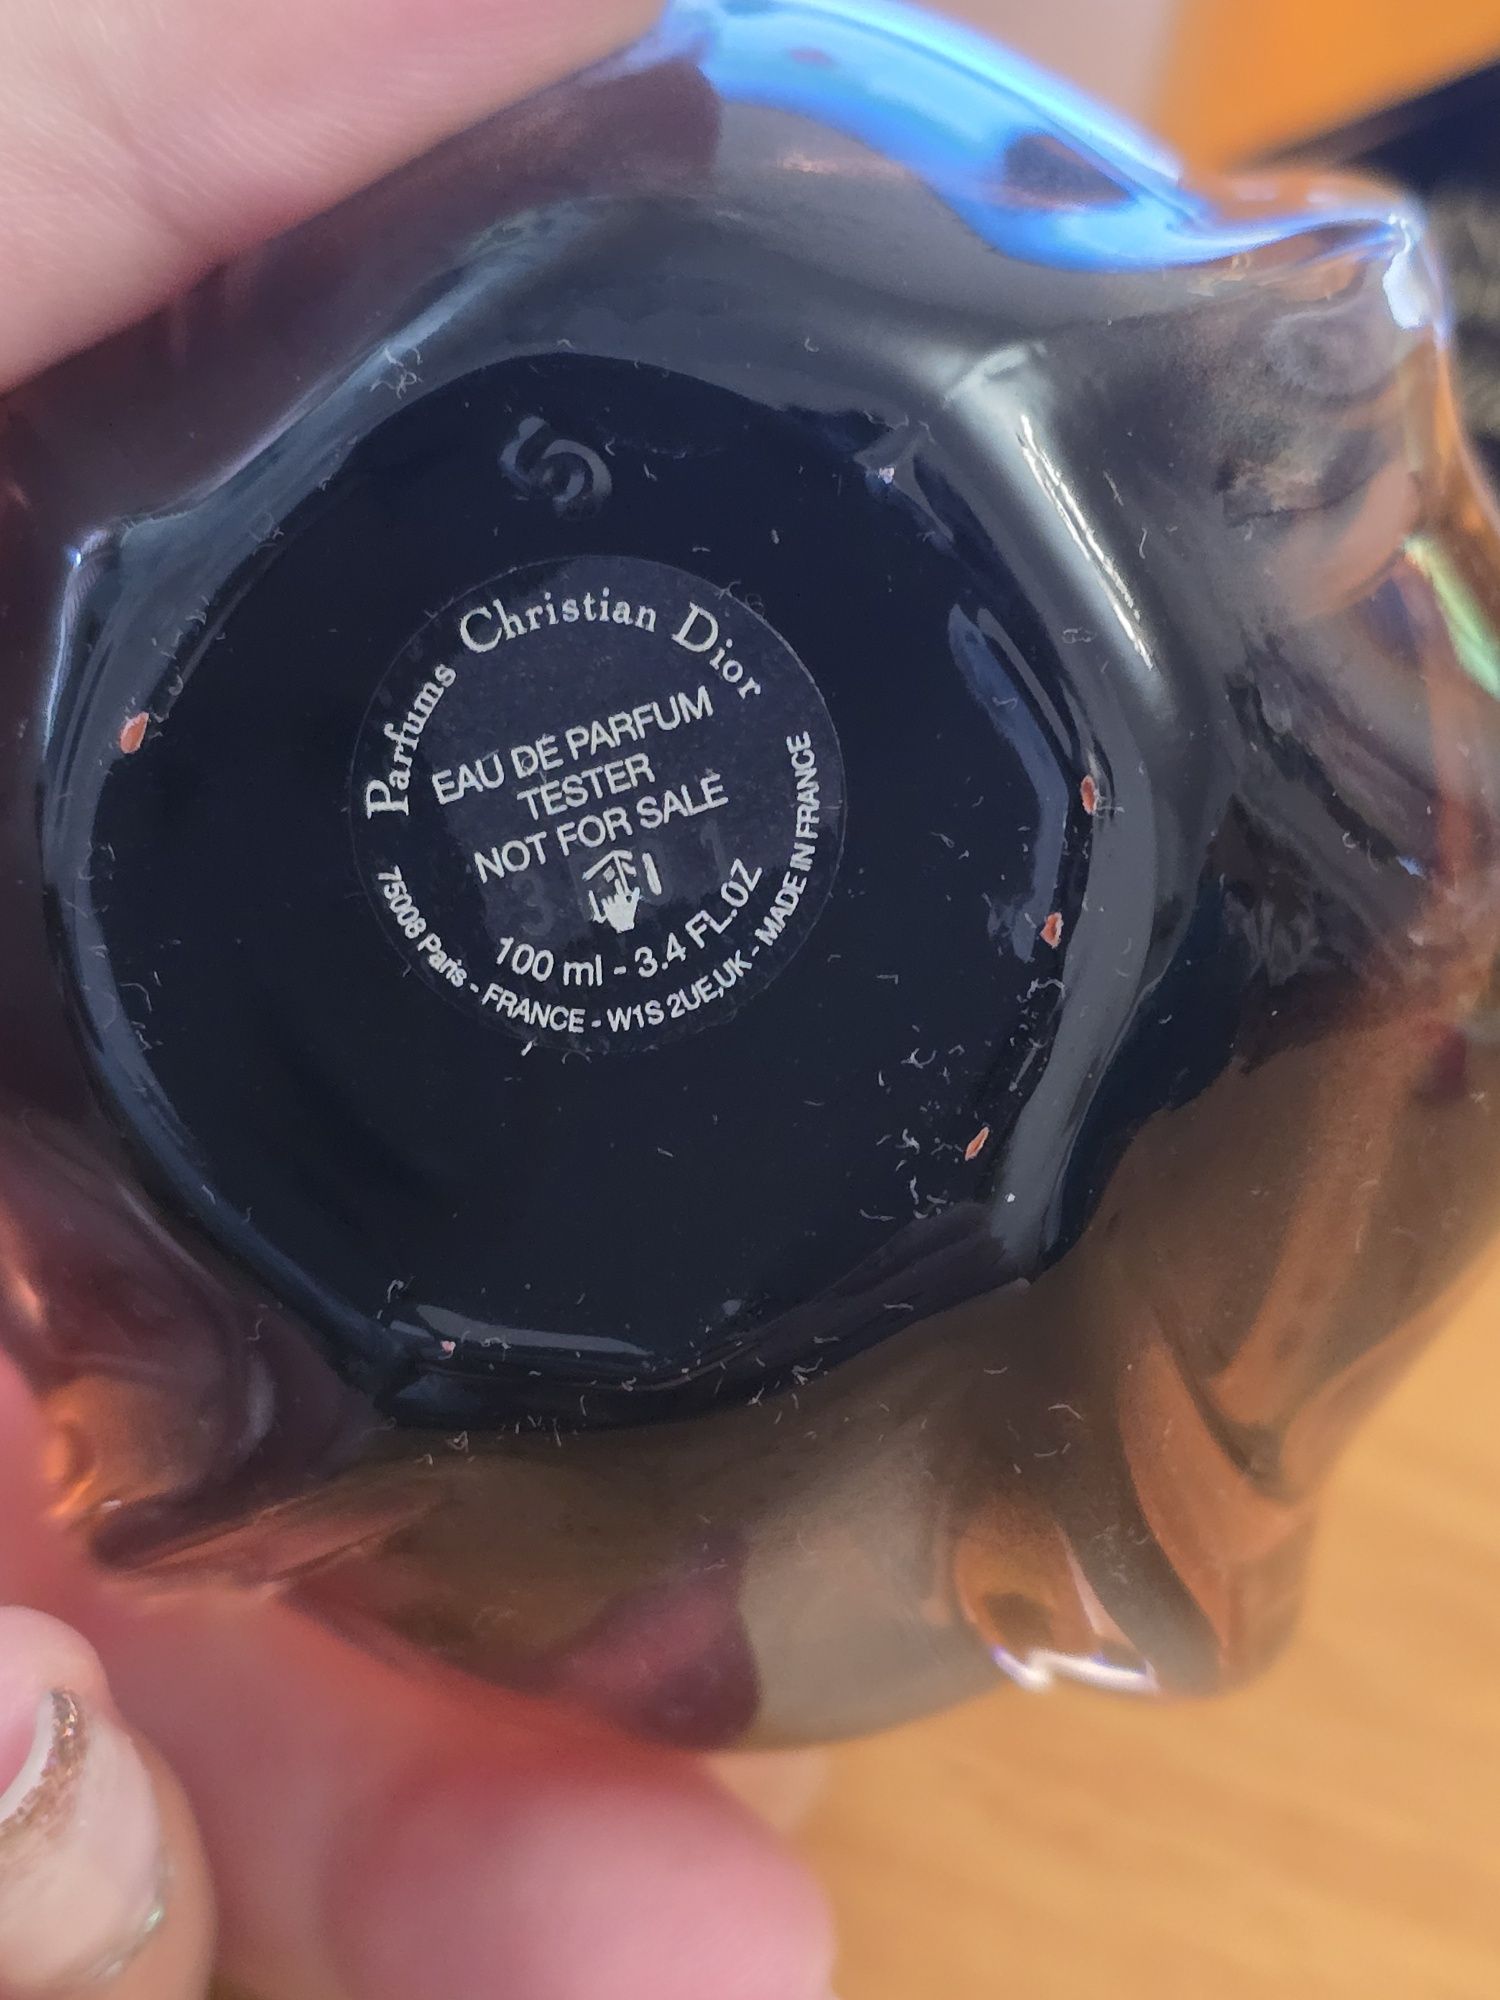 Parfums Christian Dior
EAU DE PARFUM
TESTER
NOT FOR SALE
100 ml - 3.4 FL.OZ
75008 Paris - FRANCE - W1S 2UE,UK - MADE IN FRANCE